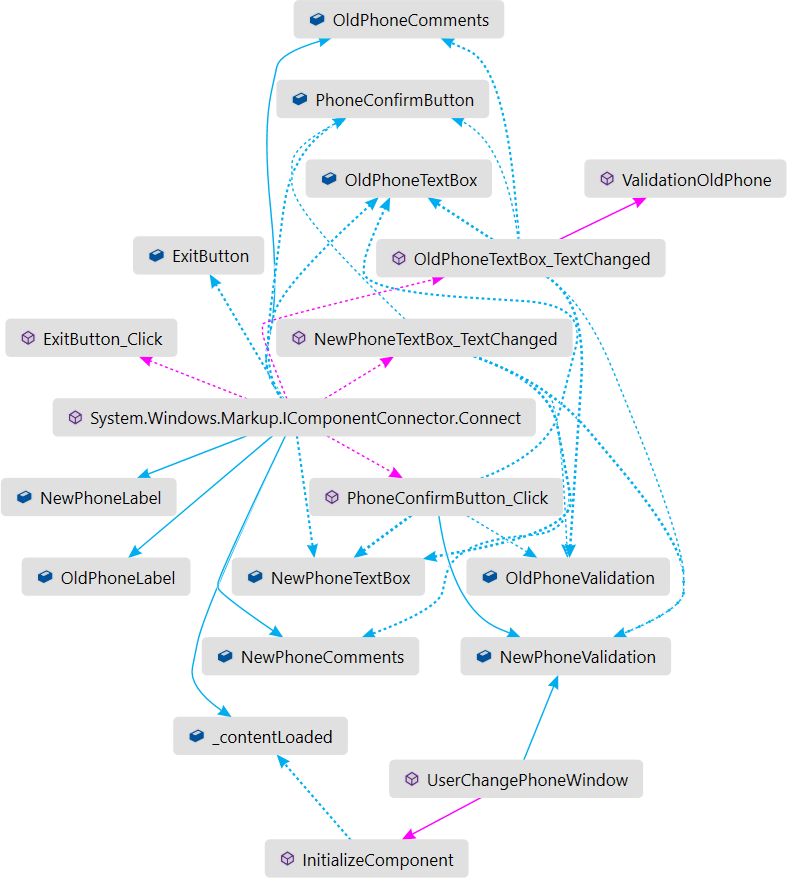 OldPhoneComments
PhoneConfirmButton
OldPhoneTextBox
ValidationOldPhone
ExitButton
OldPhoneTextBox_TextChanged
ExitButton_Click
NewPhoneTextBox_TextChanged
System.Windows.Markup.IComponentConnector.Connect
NewPhoneLabel
PhoneConfirmButton_Click
OldPhoneLabel
NewPhoneTextBox
OldPhoneValidation
NewPhoneComments
NewPhoneValidation
_contentLoaded
UserChangePhoneWindow
InitializeComponent